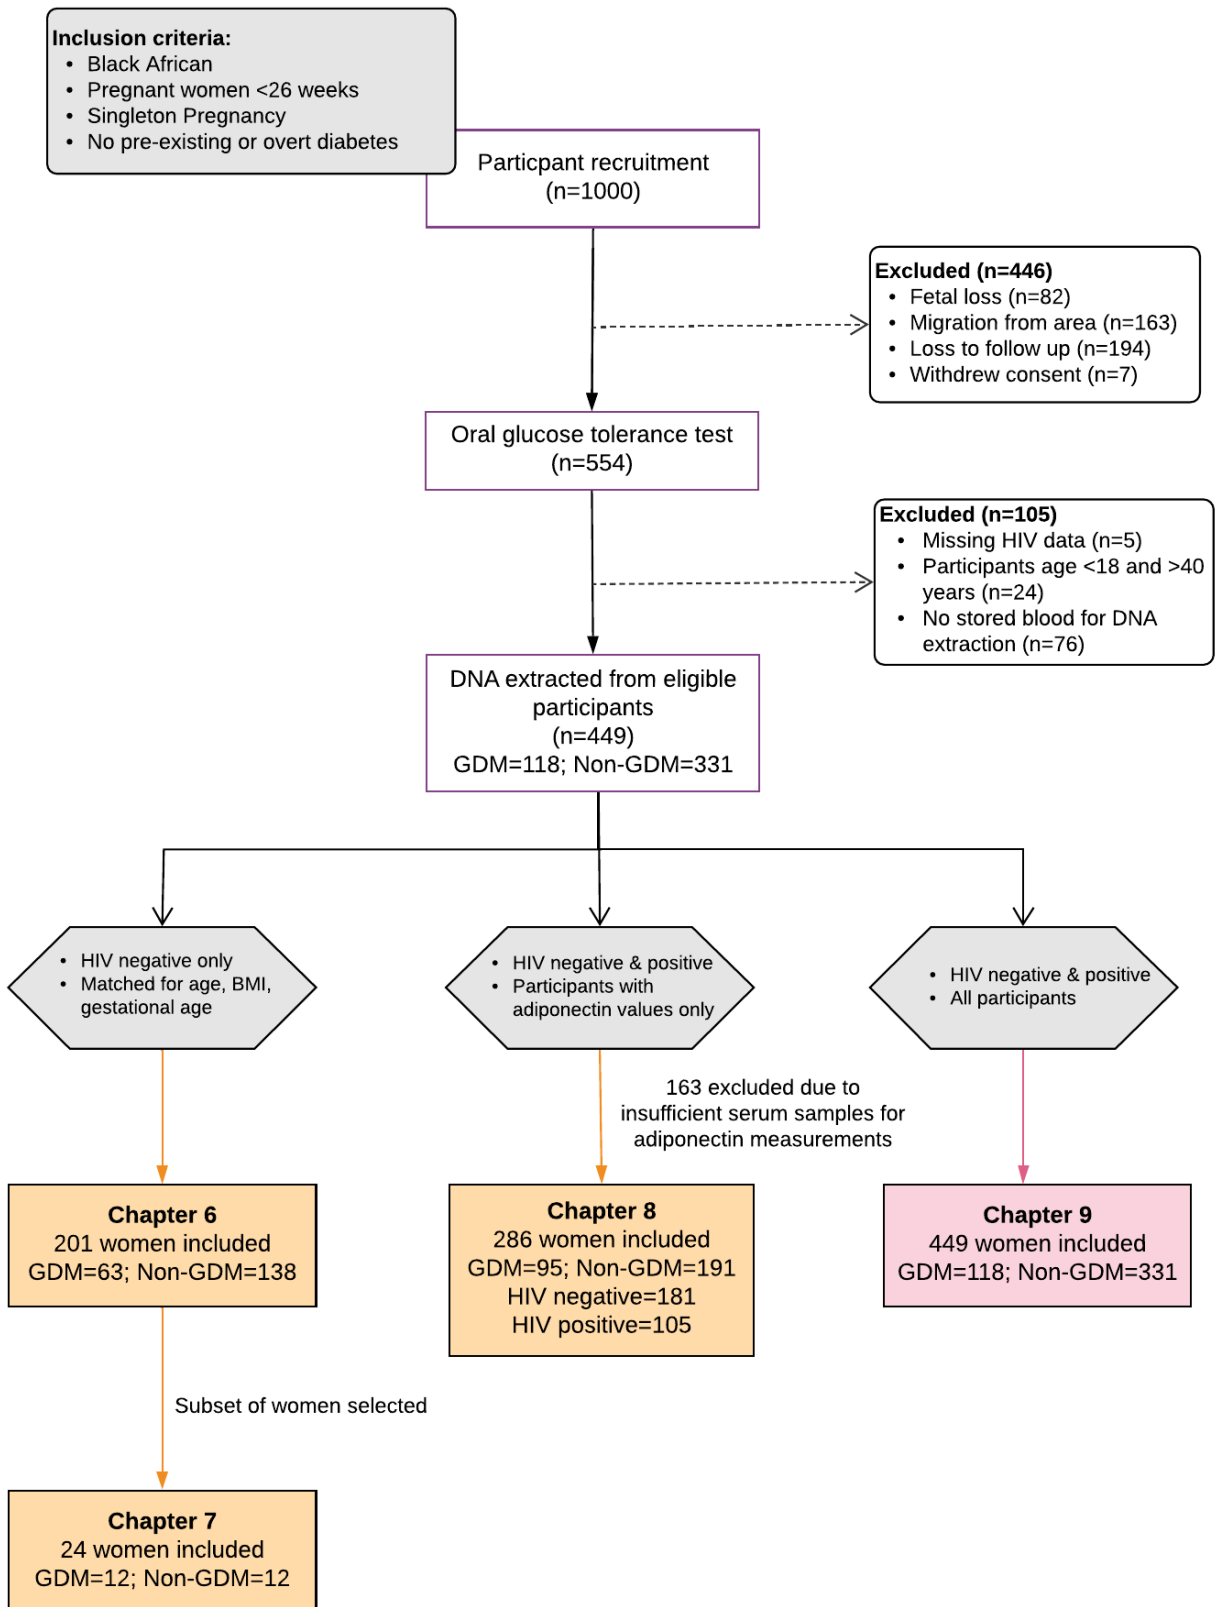 Inclusion criteria:
• Black African
• Pregnant women <26 weeks
• Singleton Pregnancy
• No pre-existing or overt diabetes
Particpant recruitment
(n=1000)
Excluded (n=446)
• Fetal loss (n=82)
• Migration from area (n=163)
• Loss to follow up (n=194)
• Withdrew consent (n=7)
Oral glucose tolerance test
(n=554)
Excluded (n=105)
• Missing HIV data (n=5)
• Participants age <18 and >40
years (n=24)
• No stored blood for DNA
extraction (n=76)
DNA extracted from eligible
participants
(n=449)
GDM=118; Non-GDM=331
• HIV negative only
• Matched for age, BMI,
gestational age
• HIV negative & positive
• Participants with
adiponectin values only
• HIV negative & positive
• All participants
163 excluded due to
insufficient serum samples for
adiponectin measurements
Chapter 6
201 women included
GDM=63; Non-GDM=138
Chapter 8
286 women included
GDM=95; Non-GDM=191
HIV negative=181
HIV positive=105
Chapter 9
449 women included
GDM=118; Non-GDM=331
Subset of women selected
Chapter 7
24 women included
GDM=12; Non-GDM=12